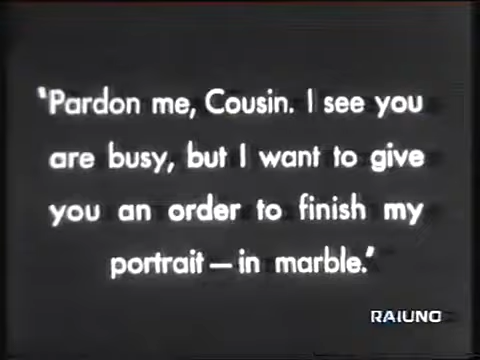 'Pardon me, Cousin. I see you
are busy, but I want to give
you an order to finish my
portrait — in marble.'
RAIUNO